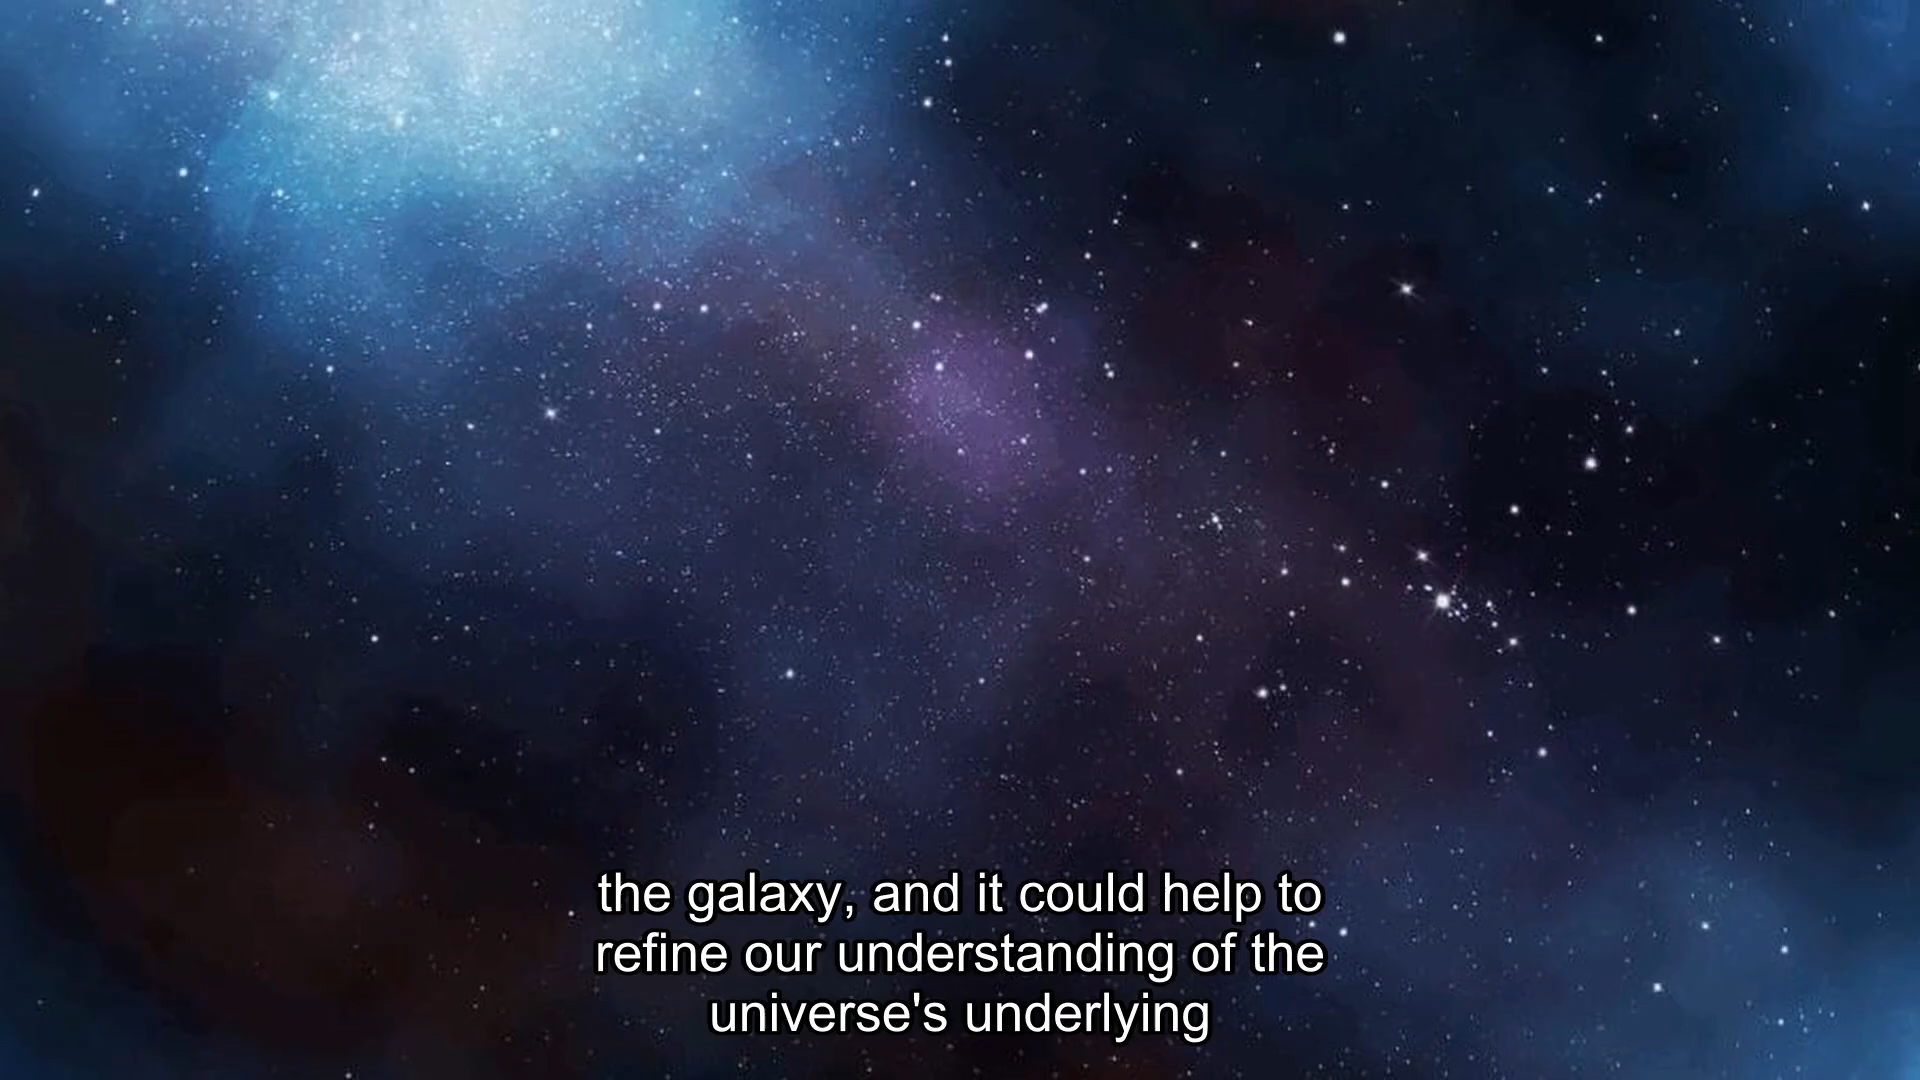 the galaxy, and it could help to
refine our understanding of the
universe's underlying